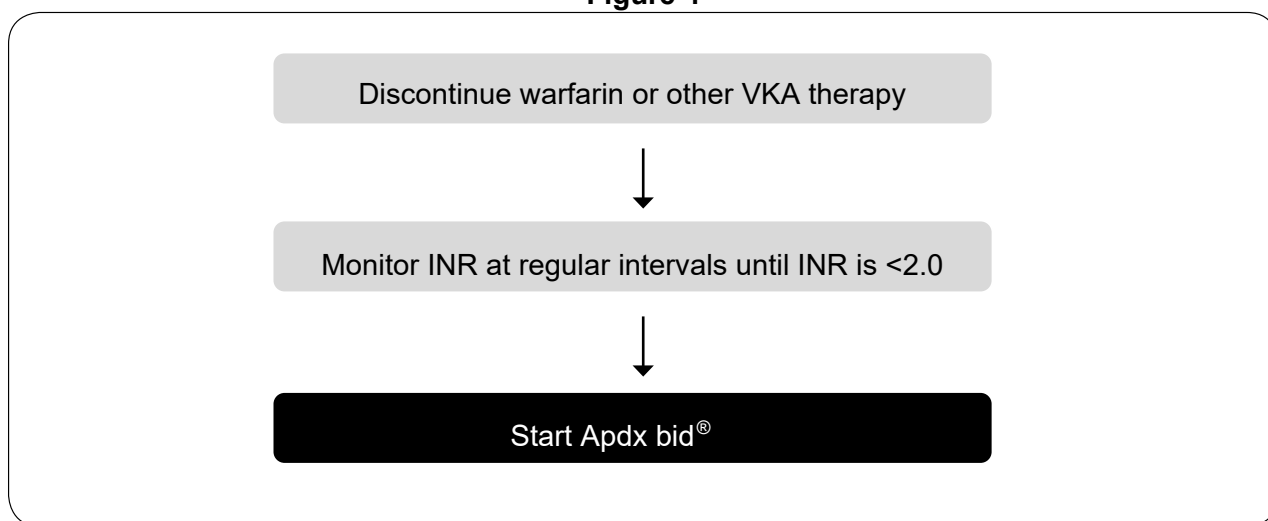 Discontinue warfarin or other VKA therapy
Monitor INR at regular intervals until INR is <2.0
Start Apdx bid®